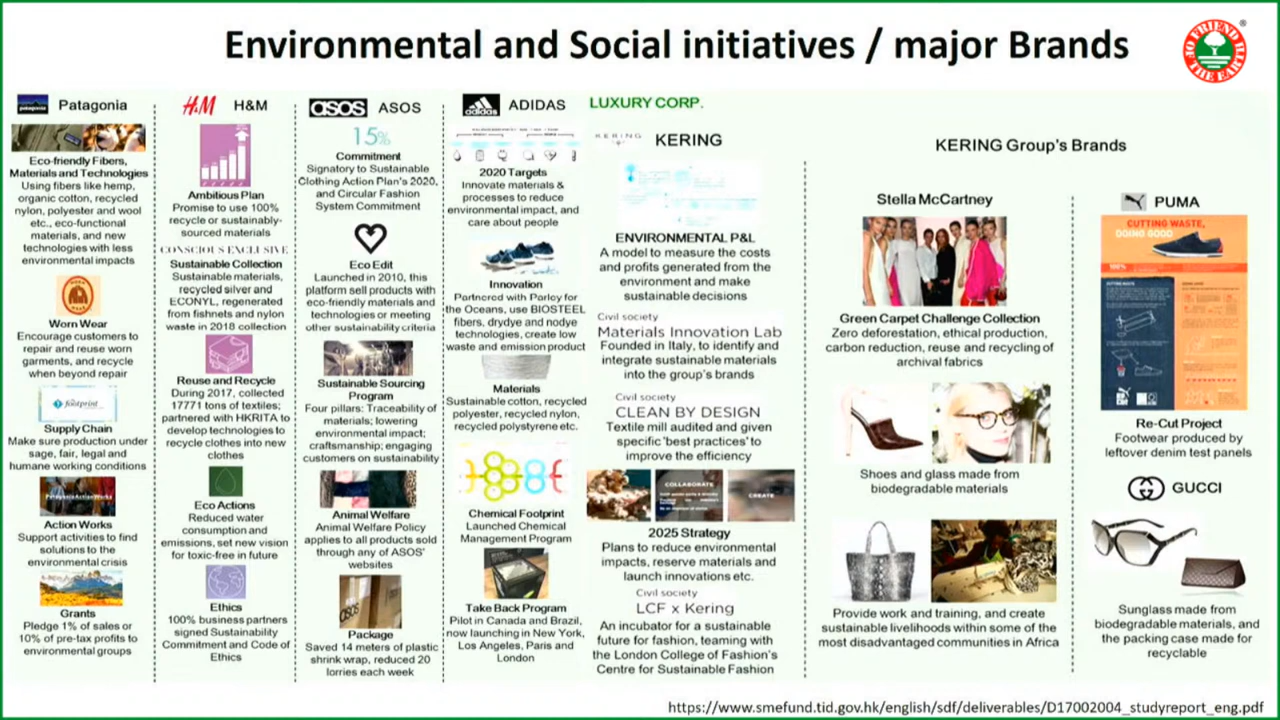 Environmental and Social initiatives / major Brands
FRIEND
THE EARTH
®
patagonia Patagonia
Eco-friendly Fibers,
Materials and Technologies
Using fibers like hemp,
organic cotton, recycled
nylon, polyester and wool
etc., eco-functional
materials, and new
technologies with less
environmental impacts
Worn Wear
Encourage customers to
repair and reuse worn
garments, and recycle
when beyond repair
footprint
Supply Chain
Make sure production under
sage, fair, legal and
humane working conditions
PatagoniaActionWorks
Action Works
Support activities to find
solutions to the
environmental crisis
Grants
Pledge 1% of sales or
10% of pre-tax profits to
environmental groups
H&M H&M
Ambitious Plan
Promise to use 100%
recycle or sustainably-
sourced materials
CONSCIOUS EXCLUSIVE
Sustainable Collection
Sustainable materials,
recycled silver and
ECONYL, regenerated
from fishnets and nylon
waste in 2018 collection
Reuse and Recycle
During 2017, collected
17771 tons of textiles;
partnered with HKRITA to
develop technologies to
recycle clothes into new
clothes
Eco Actions
Reduced water
consumption and
emissions, set new vision
for toxic-free in future
Ethics
100% business partners
signed Sustainability
Commitment and Code of
Ethics
asos ASOS
15%
Commitment
Signatory to Sustainable
Clothing Action Plan's 2020,
and Circular Fashion
System Commitment
Eco Edit
Launched in 2010, this
platform sell products with
eco-friendly materials and
technologies or meeting
other sustainability criteria
Sustainable Sourcing
Program
Four pillars: Traceability of
materials; lowering
environmental impact;
craftsmanship; engaging
customers on sustainability
Animal Welfare
Animal Welfare Policy
applies to all products sold
through any of ASOS'
websites
asos
Package
Saved 14 meters of plastic
shrink wrap, reduced 20
lorries each week
adidas ADIDAS
2020 Targets
Innovate materials &
processes to reduce
environmental impact, and
care about people
Innovation
Partnered with Parley for
the Oceans, use BIOSTEEL
fibers, drydye and nodye
technologies, create low
waste and emission product
Materials
Sustainable cotton, recycled
polyester, recycled nylon,
recycled polystyrene etc.
Chemical Footprint
Launched Chemical
Management Program
Take Back Program
Pilot in Canada and Brazil,
now launching in New York,
Los Angeles, Paris and
London
LUXURY CORP.
KERING KERING
ENVIRONMENTAL P&L
A model to measure the costs
and profits generated from the
environment and make
sustainable decisions
Civil society
Materials Innovation Lab
Founded in Italy, to identify and
integrate sustainable materials
into the group's brands
Civil society
CLEAN BY DESIGN
Textile mill audited and given
specific 'best practices' to
improve the efficiency
COLLABORATE
CREATE
2025 Strategy
Plans to reduce environmental
impacts, reserve materials and
launch innovations etc.
Civil society
LCF x Kering
An incubator for a sustainable
future for fashion, teaming with
the London College of Fashion's
Centre for Sustainable Fashion
KERING Group's Brands
Stella McCartney
Green Carpet Challenge Collection
Zero deforestation, ethical production,
carbon reduction, reuse and recycling of
archival fabrics
Shoes and glass made from
biodegradable materials
Provide work and training, and create
sustainable livelihoods within some of the
most disadvantaged communities in Africa
PUMA
CUTTING WASTE,
DOING GOOD
100%
Re-Cut Project
Footwear produced by
leftover denim test panels
GUCCI
Sunglass made from
biodegradable materials, and
the packing case made for
recyclable
https://www.smefund.tid.gov.hk/english/sdf/deliverables/D17002004_studyreport_eng.pdf